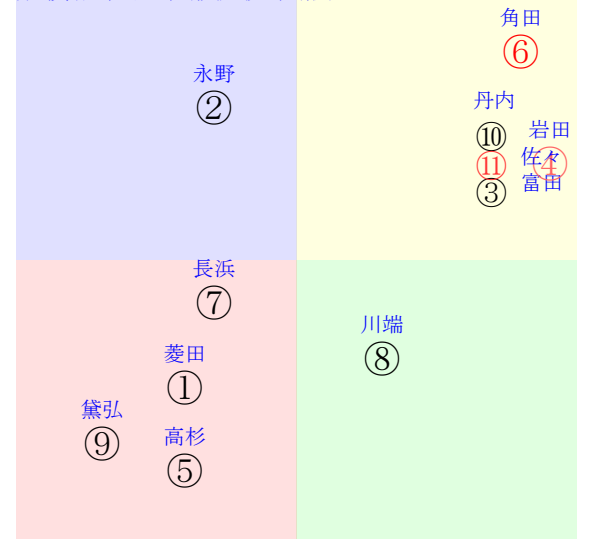 角田
⑥
永野
②
丹内
⑩
岩田
佐々
⑪
④
富田
③
長浜
⑦
川端
⑧
菱田
①
黛弘
⑨
高杉
⑤